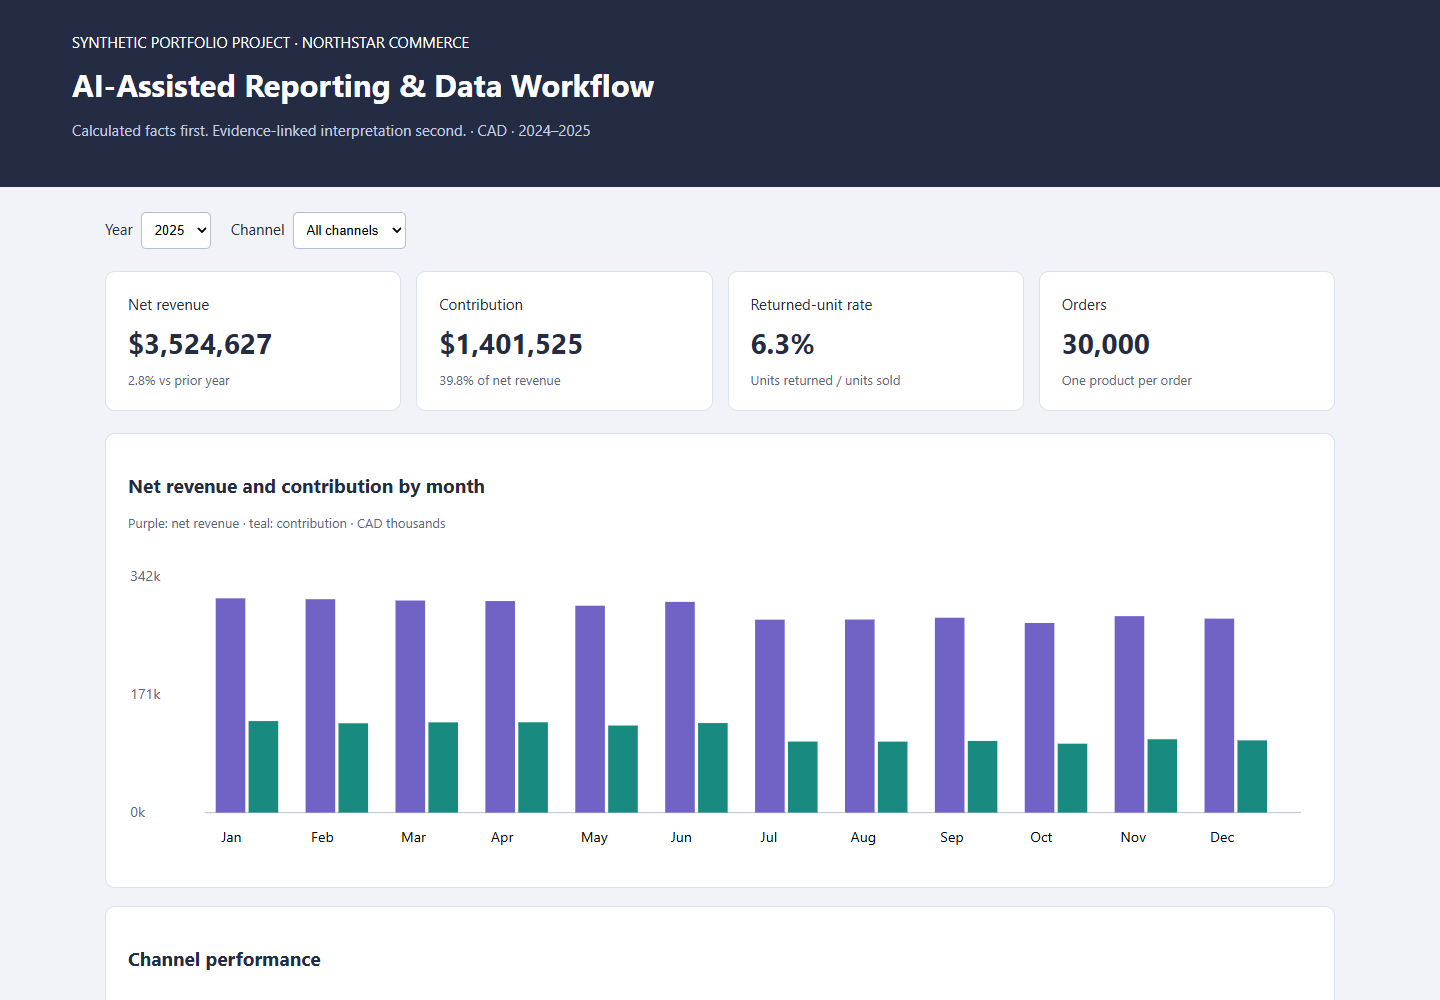 SYNTHETIC PORTFOLIO PROJECT · NORTHSTAR COMMERCE
AI-Assisted Reporting & Data Workflow
Calculated facts first. Evidence-linked interpretation second. · CAD · 2024–2025
Year 2025 Channel All channels
Net revenue
$3,524,627
2.8% vs prior year
Contribution
$1,401,525
39.8% of net revenue
Returned-unit rate
6.3%
Units returned / units sold
Orders
30,000
One product per order
Net revenue and contribution by month
Purple: net revenue · teal: contribution · CAD thousands
342k
171k
0k
Jan Feb Mar Apr May Jun Jul Aug Sep Oct Nov Dec
Channel performance